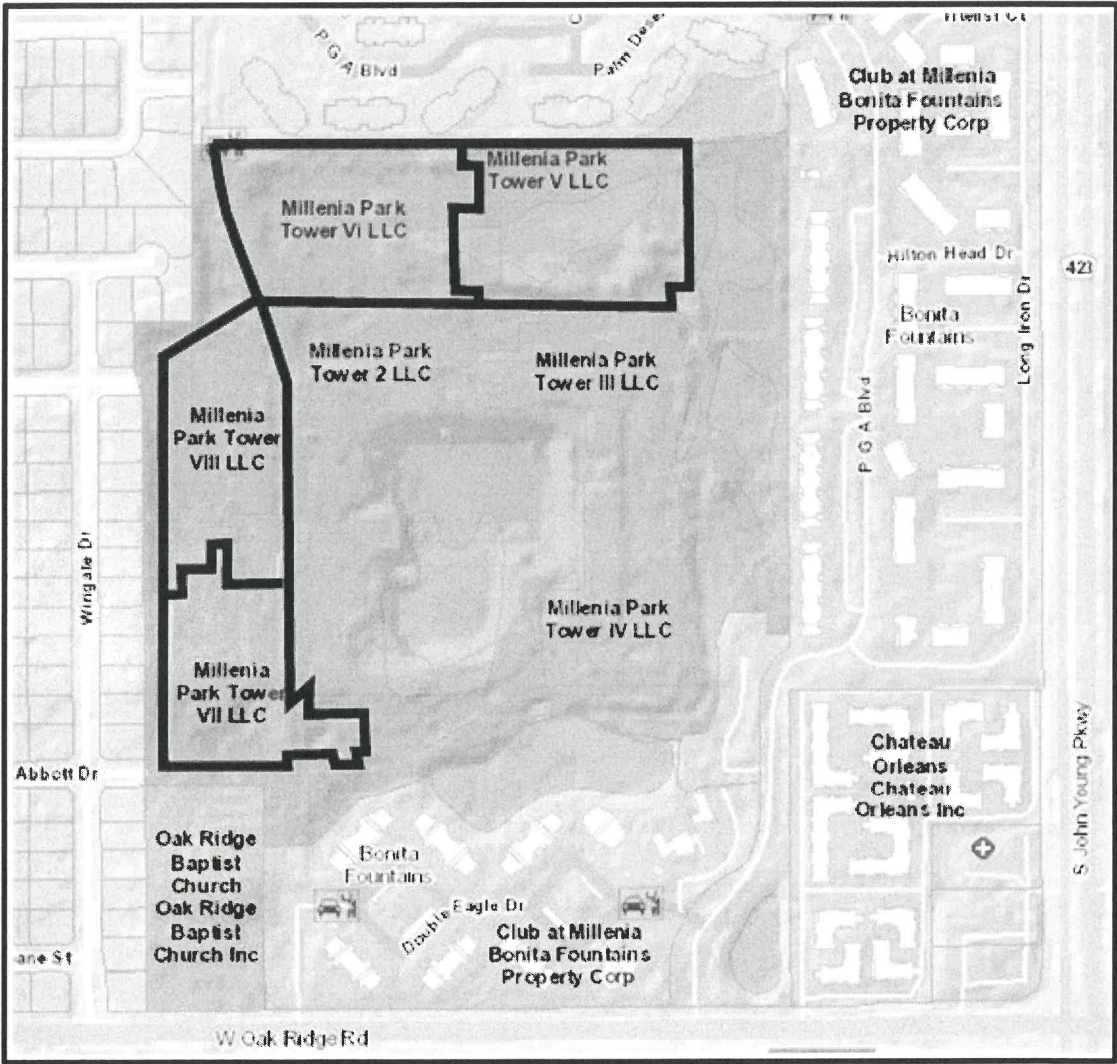 P G A Blvd
Palm Dese
Club at Millenia
Bonita Fountains
Property Corp
Millenia Park
Tower V LLC
Millenia Park
Tower Vi LLC
Hilton Head Dr
423
Long Iron Dr
Bonita
Fountains
Millenia Park
Tower 2 LLC
Millenia Park
Tower III LLC
P G A Blvd
Millenia
Park Tower
VIII LLC
Wingate Dr
Millenia Park
Tower IV LLC
Millenia
Park Tower
VII LLC
S John Young Pkwy
Chateau
Orleans
Chateau
Orleans Inc
Abbott Dr
Oak Ridge
Baptist
Church
Oak Ridge
Baptist
Church Inc
Bonita
Fountains
Double Eagle Dr
Club at Millenia
Bonita Fountains
Property Corp
ane St
W Oak Ridge Rd